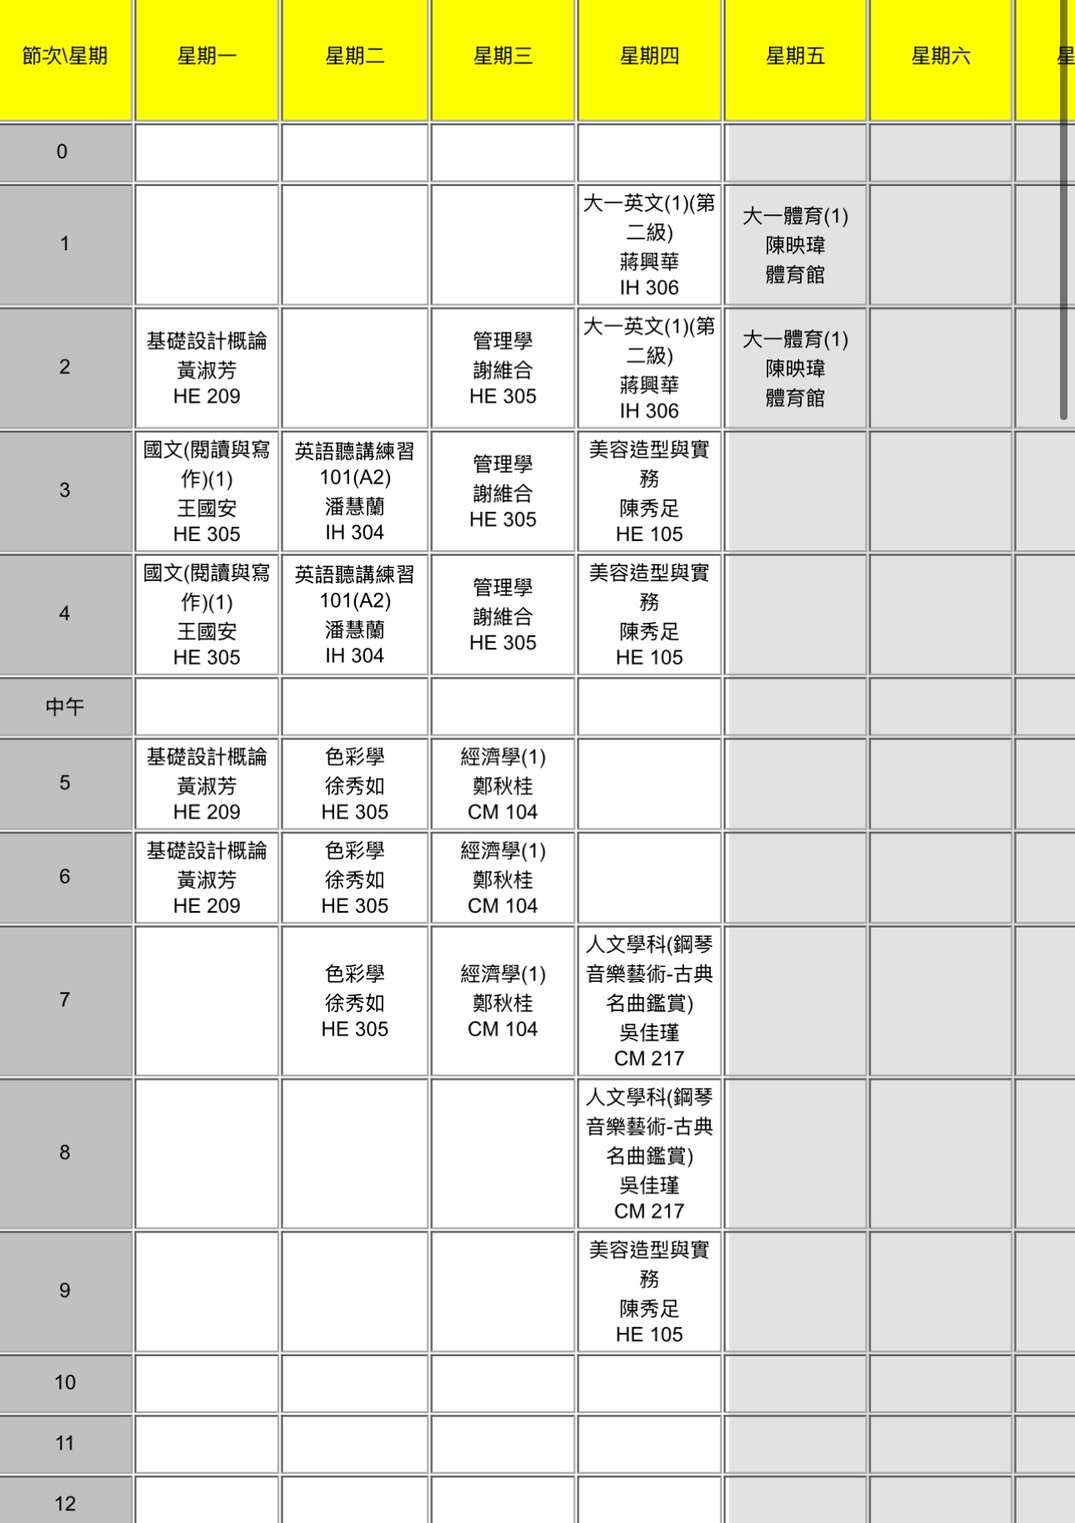 節次\星期 星期一 星期二 星期三 星期四 星期五 星期六 星
0
1
大一英文(1)(第
二級)
蔣興華
IH 306
大一體育(1)
陳映瑋
體育館
2
基礎設計概論
黃淑芳
HE 209
管理學
謝維合
HE 305
大一英文(1)(第
二級)
蔣興華
IH 306
大一體育(1)
陳映瑋
體育館
3
國文(閱讀與寫
作)(1)
王國安
HE 305
英語聽講練習
101(A2)
潘慧蘭
IH 304
管理學
謝維合
HE 305
美容造型與實
務
陳秀足
HE 105
4
國文(閱讀與寫
作)(1)
王國安
HE 305
英語聽講練習
101(A2)
潘慧蘭
IH 304
管理學
謝維合
HE 305
美容造型與實
務
陳秀足
HE 105
中午
5
基礎設計概論
黃淑芳
HE 209
色彩學
徐秀如
HE 305
經濟學(1)
鄭秋桂
CM 104
6
基礎設計概論
黃淑芳
HE 209
色彩學
徐秀如
HE 305
經濟學(1)
鄭秋桂
CM 104
7
色彩學
徐秀如
HE 305
經濟學(1)
鄭秋桂
CM 104
人文學科(鋼琴
音樂藝術-古典
名曲鑑賞)
吳佳瑾
CM 217
8
人文學科(鋼琴
音樂藝術-古典
名曲鑑賞)
吳佳瑾
CM 217
9
美容造型與實
務
陳秀足
HE 105
10
11
12